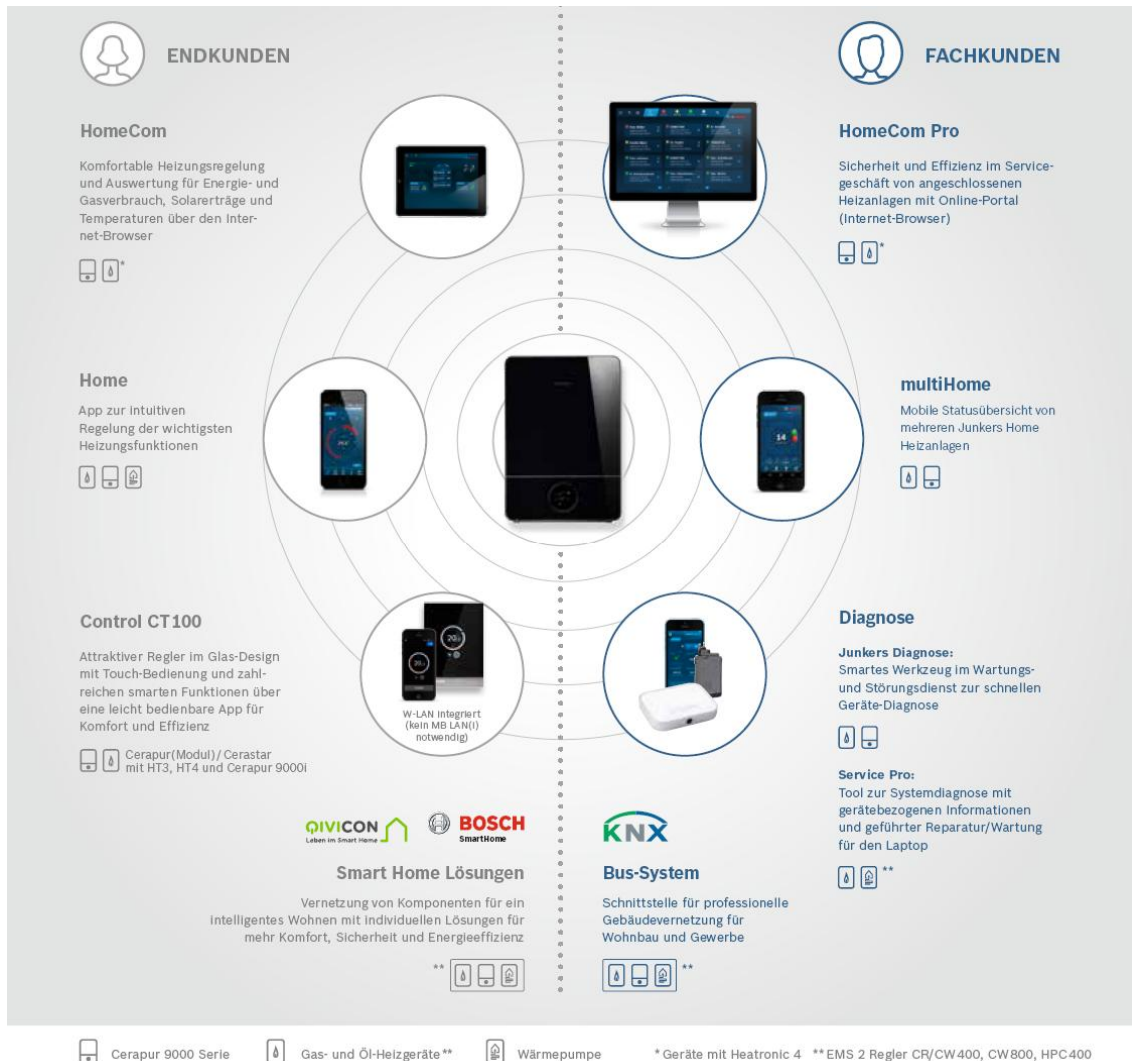 ENDKUNDEN
HomeCom
Komfortable Heizungsregelung
und Auswertung für Energie- und
Gasverbrauch, Solarerträge und
Temperaturen über den Inter-
net-Browser
*
Home
App zur intuitiven
Regelung der wichtigsten
Heizungsfunktionen
Control CT100
Attraktiver Regler im Glas-Design
mit Touch-Bedienung und zahl-
reichen smarten Funktionen über
eine leicht bedienbare App für
Komfort und Effizienz
Cerapur(Modul)/Cerastar
mit HT3, HT4 und Cerapur 9000i
W-LAN integriert
(kein MB LAN(i)
notwendig)
QIVICON
Leben im Smart Home
BOSCH
SmartHome
Smart Home Lösungen
Vernetzung von Komponenten für ein
intelligentes Wohnen mit individuellen Lösungen für
mehr Komfort, Sicherheit und Energieeffizienz
**
FACHKUNDEN
HomeCom Pro
Sicherheit und Effizienz im Service-
geschäft von angeschlossenen
Heizanlagen mit Online-Portal
(Internet-Browser)
*
multiHome
Mobile Statusübersicht von
mehreren Junkers Home
Heizanlagen
14
Diagnose
Junkers Diagnose:
Smartes Werkzeug im Wartungs-
und Störungsdienst zur schnellen
Geräte-Diagnose
Service Pro:
Tool zur Systemdiagnose mit
gerätebezogenen Informationen
und geführter Reparatur/Wartung
für den Laptop
**
KNX
Bus-System
Schnittstelle für professionelle
Gebäudevernetzung für
Wohnbau und Gewerbe
**
Cerapur 9000 Serie Gas- und Öl-Heizgeräte** Wärmepumpe *Geräte mit Heatronic 4 **EMS 2 Regler CR/CW400, CW800, HPC400